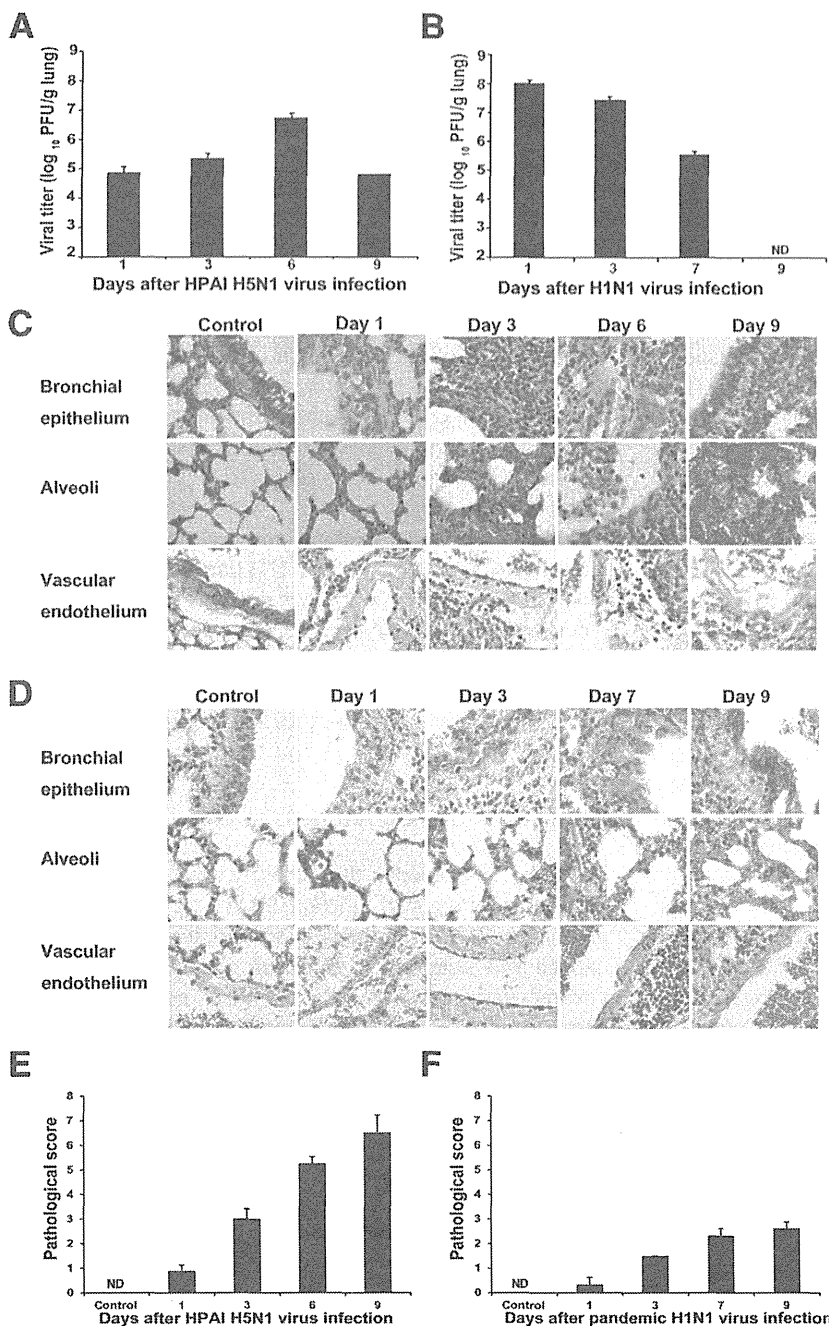 A
9
8
7
6
5
4
3
2
Viral titer (log 10 PFU/g lung)
1 3 6 9
Days after HPAI H5N1 virus infection
B
9
8
7
6
5
4
3
2
Viral titer (log 10 PFU/g lung)
ND
1 3 7 9
Days after H1N1 virus infection
C
Control Day 1 Day 3 Day 6 Day 9
Bronchial
epithelium
Alveoli
Vascular
endothelium
D
Control Day 1 Day 3 Day 7 Day 9
Bronchial
epithelium
Alveoli
Vascular
endothelium
E
8
7
6
5
4
3
2
1
0
Pathological score
ND
Control 1 3 6 9
Days after HPAI H5N1 virus infection
F
8
7
6
5
4
3
2
1
0
Pathological score
ND
Control 1 3 7 9
Days after pandemic H1N1 virus infection